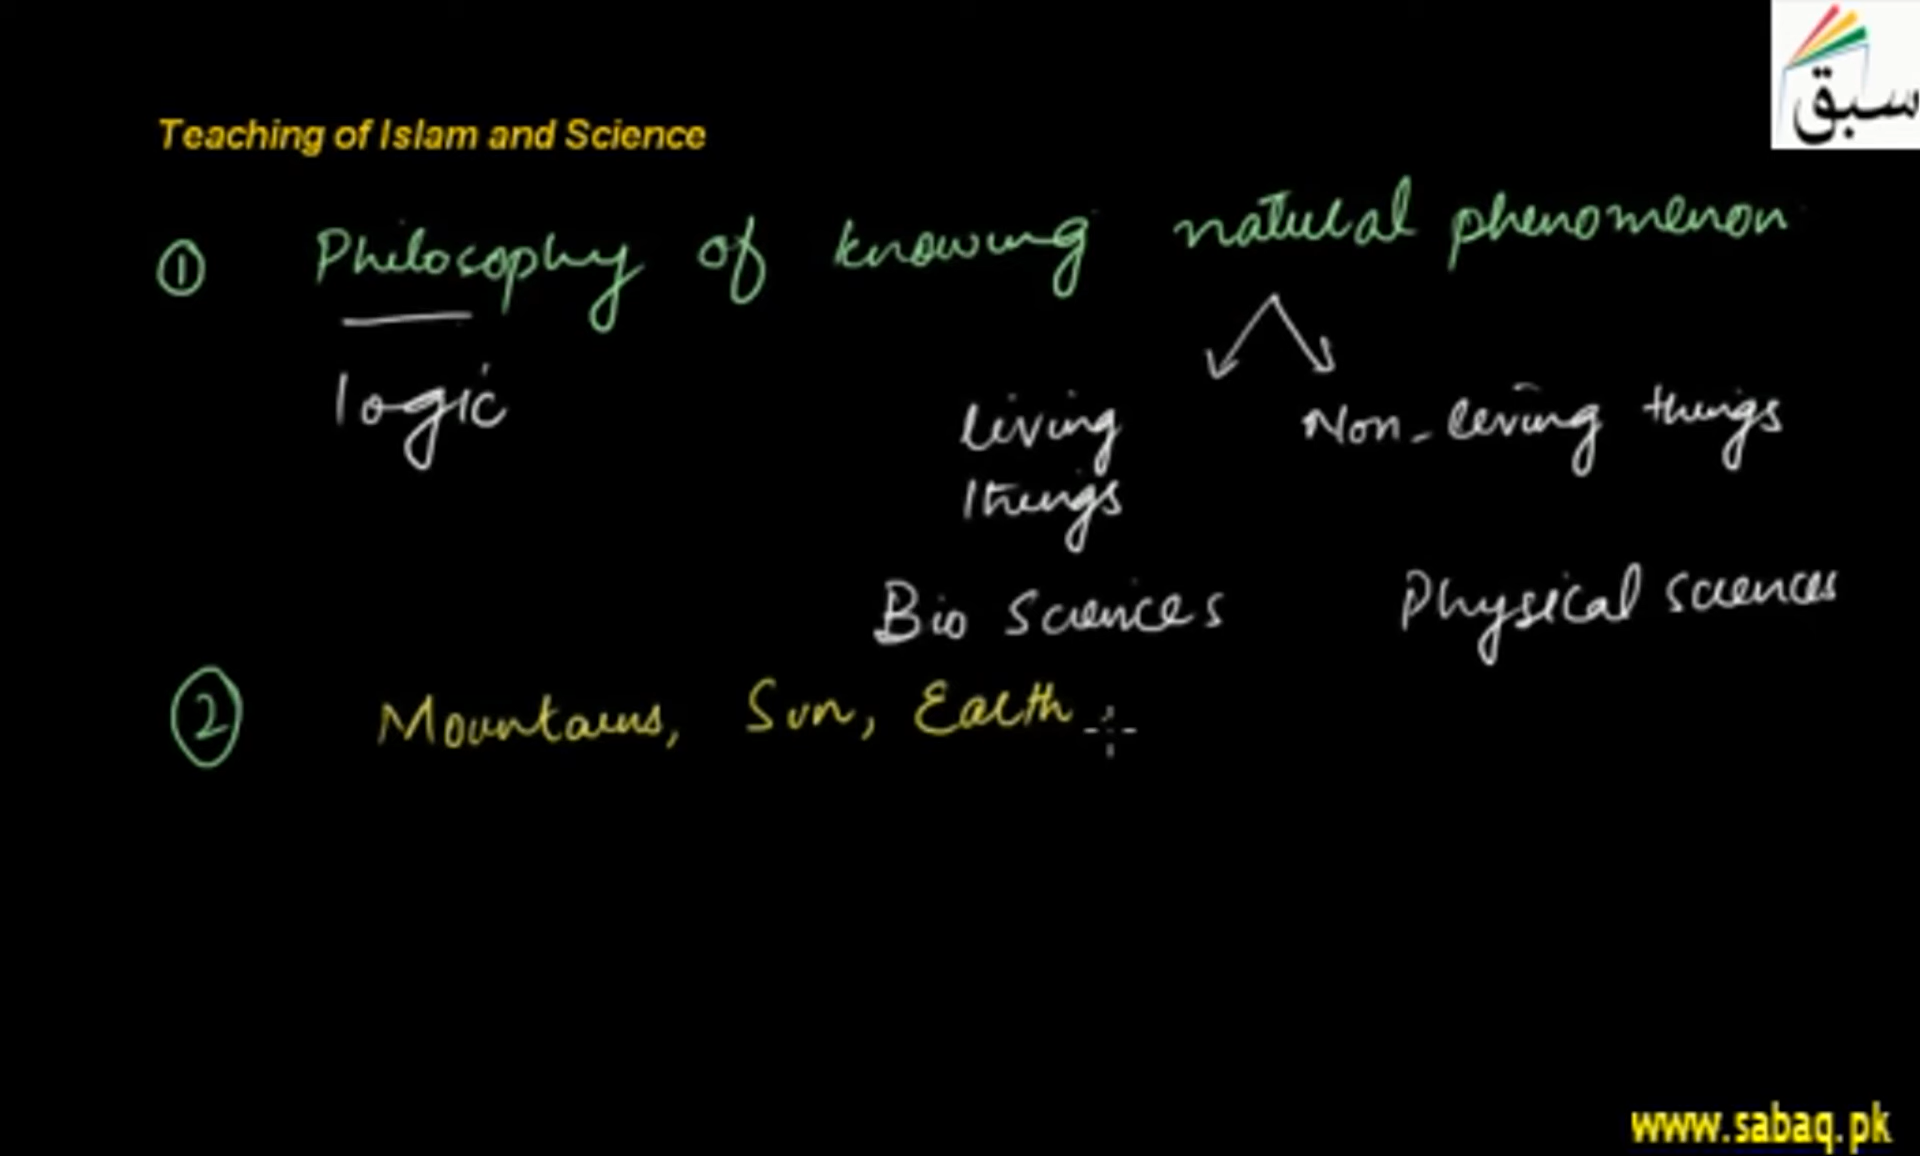 سبق
Teaching of Islam and Science
① Philosophy of knowing natural phenomenon
logic
living things
Non-living things
Bio Sciences
Physical sciences
② Mountains, Sun, Earth
www.sabaq.pk